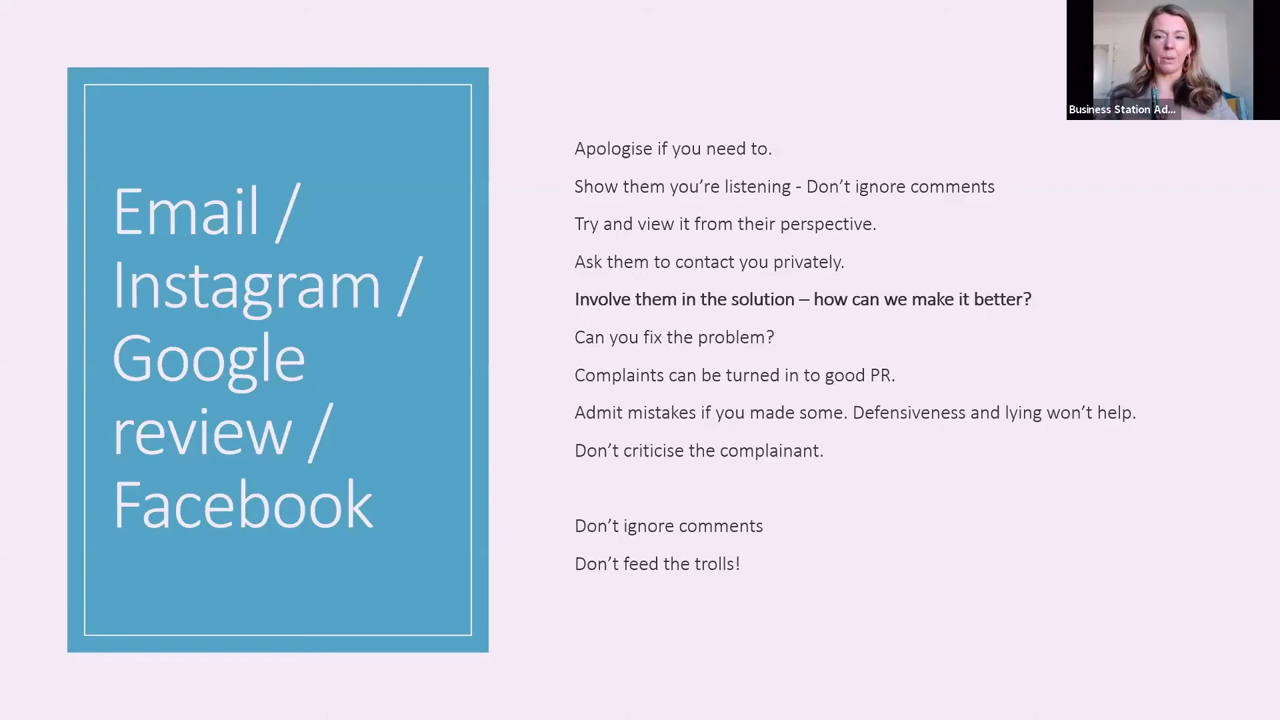 Email /
Instagram /
Google
review /
Facebook
Apologise if you need to.
Show them you’re listening - Don’t ignore comments
Try and view it from their perspective.
Ask them to contact you privately.
Involve them in the solution – how can we make it better?
Can you fix the problem?
Complaints can be turned in to good PR.
Admit mistakes if you made some. Defensiveness and lying won’t help.
Don’t criticise the complainant.
Don’t ignore comments
Don’t feed the trolls!
Business Station Ad...